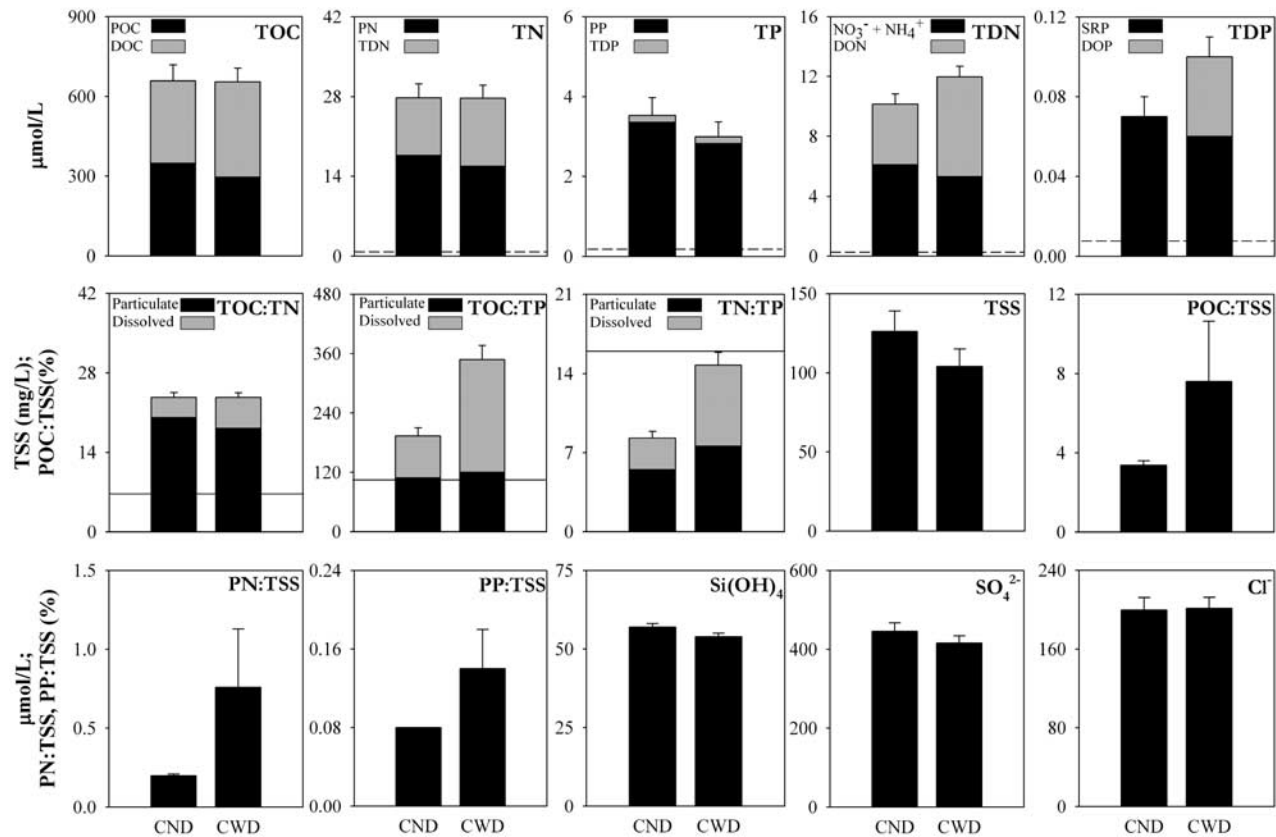 POC
DOC
TOC
PN
TDN
TN
PP
TDP
TP
NO₃⁻ + NH₄⁺
DON
TDN
SRP
DOP
TDP
900
600
300
0
42
28
14
0
6
4
2
0
16
12
8
4
0
0.12
0.08
0.04
0.00
µmol/L
Particulate
Dissolved
TOC:TN
Particulate
Dissolved
TOC:TP
Particulate
Dissolved
TN:TP
TSS
POC:TSS
42
28
14
0
480
360
240
120
0
21
14
7
0
150
100
50
0
12
8
4
0
TSS (mg/L);
POC:TSS(%)
PN:TSS
PP:TSS
Si(OH)₄
SO₄²⁻
Cl⁻
1.5
1.0
0.5
0.0
0.24
0.16
0.08
0.00
75
50
25
0
600
400
200
0
240
160
80
0
µmol/L;
PN:TSS, PP:TSS (%)
CND CWD
CND CWD
CND CWD
CND CWD
CND CWD